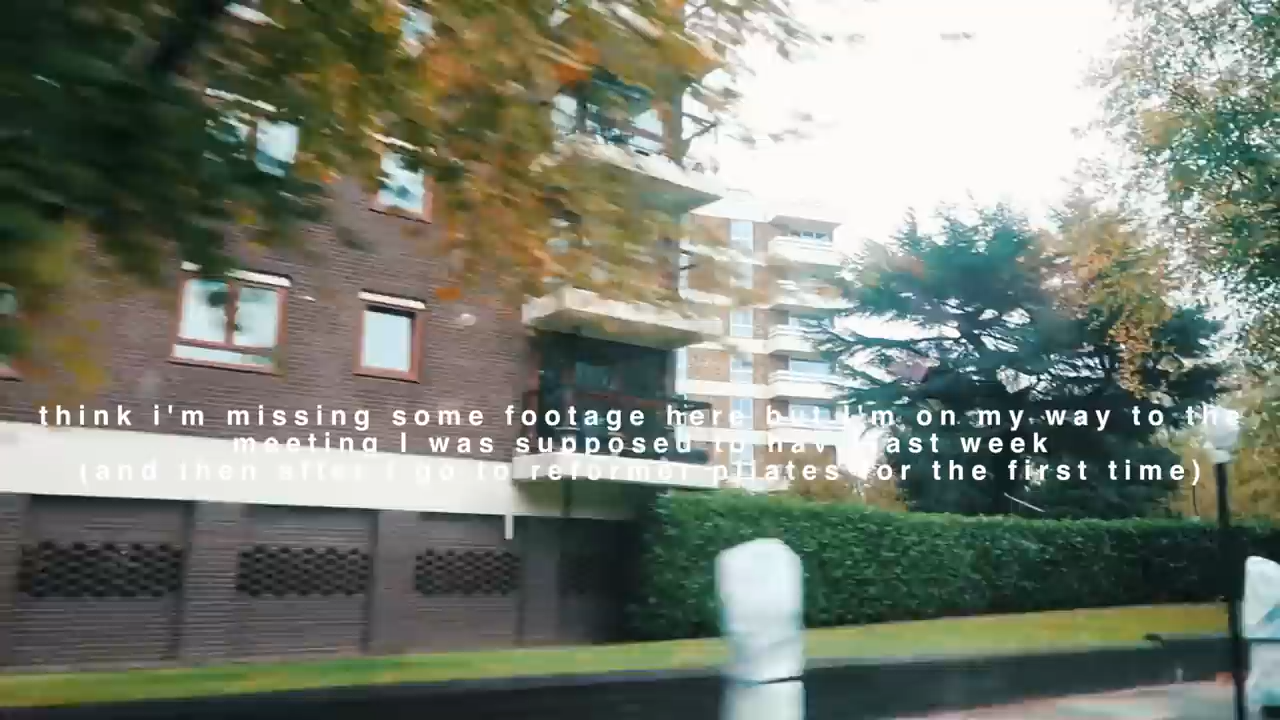 think i'm missing some footage here but I'm on my way to the
meeting I was supposed to have last week
(and then after I go to reformer pilates for the first time)